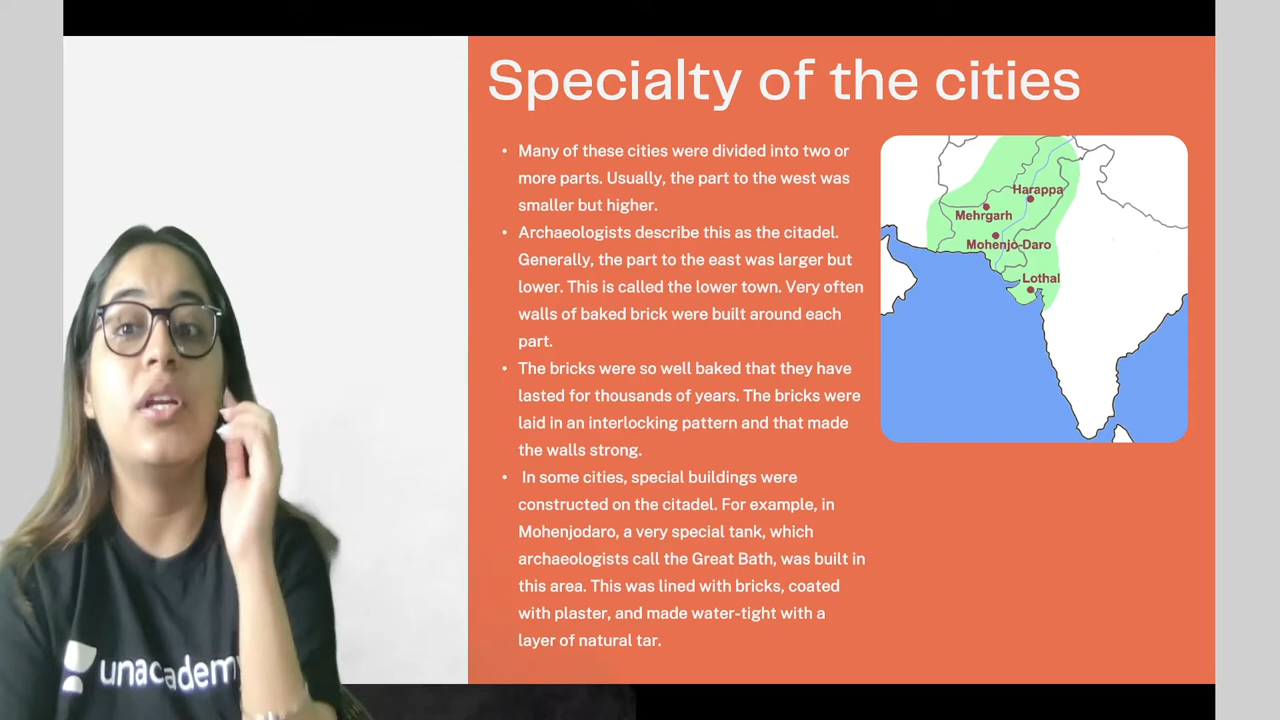 Specialty of the cities
• Many of these cities were divided into two or
more parts. Usually, the part to the west was
smaller but higher.
• Archaeologists describe this as the citadel.
Generally, the part to the east was larger but
lower. This is called the lower town. Very often
walls of baked brick were built around each
part.
• The bricks were so well baked that they have
lasted for thousands of years. The bricks were
laid in an interlocking pattern and that made
the walls strong.
• In some cities, special buildings were
constructed on the citadel. For example, in
Mohenjodaro, a very special tank, which
archaeologists call the Great Bath, was built in
this area. This was lined with bricks, coated
with plaster, and made water-tight with a
layer of natural tar.
Harappa
Mehrgarh
Mohenjo-Daro
Lothal
unacademy